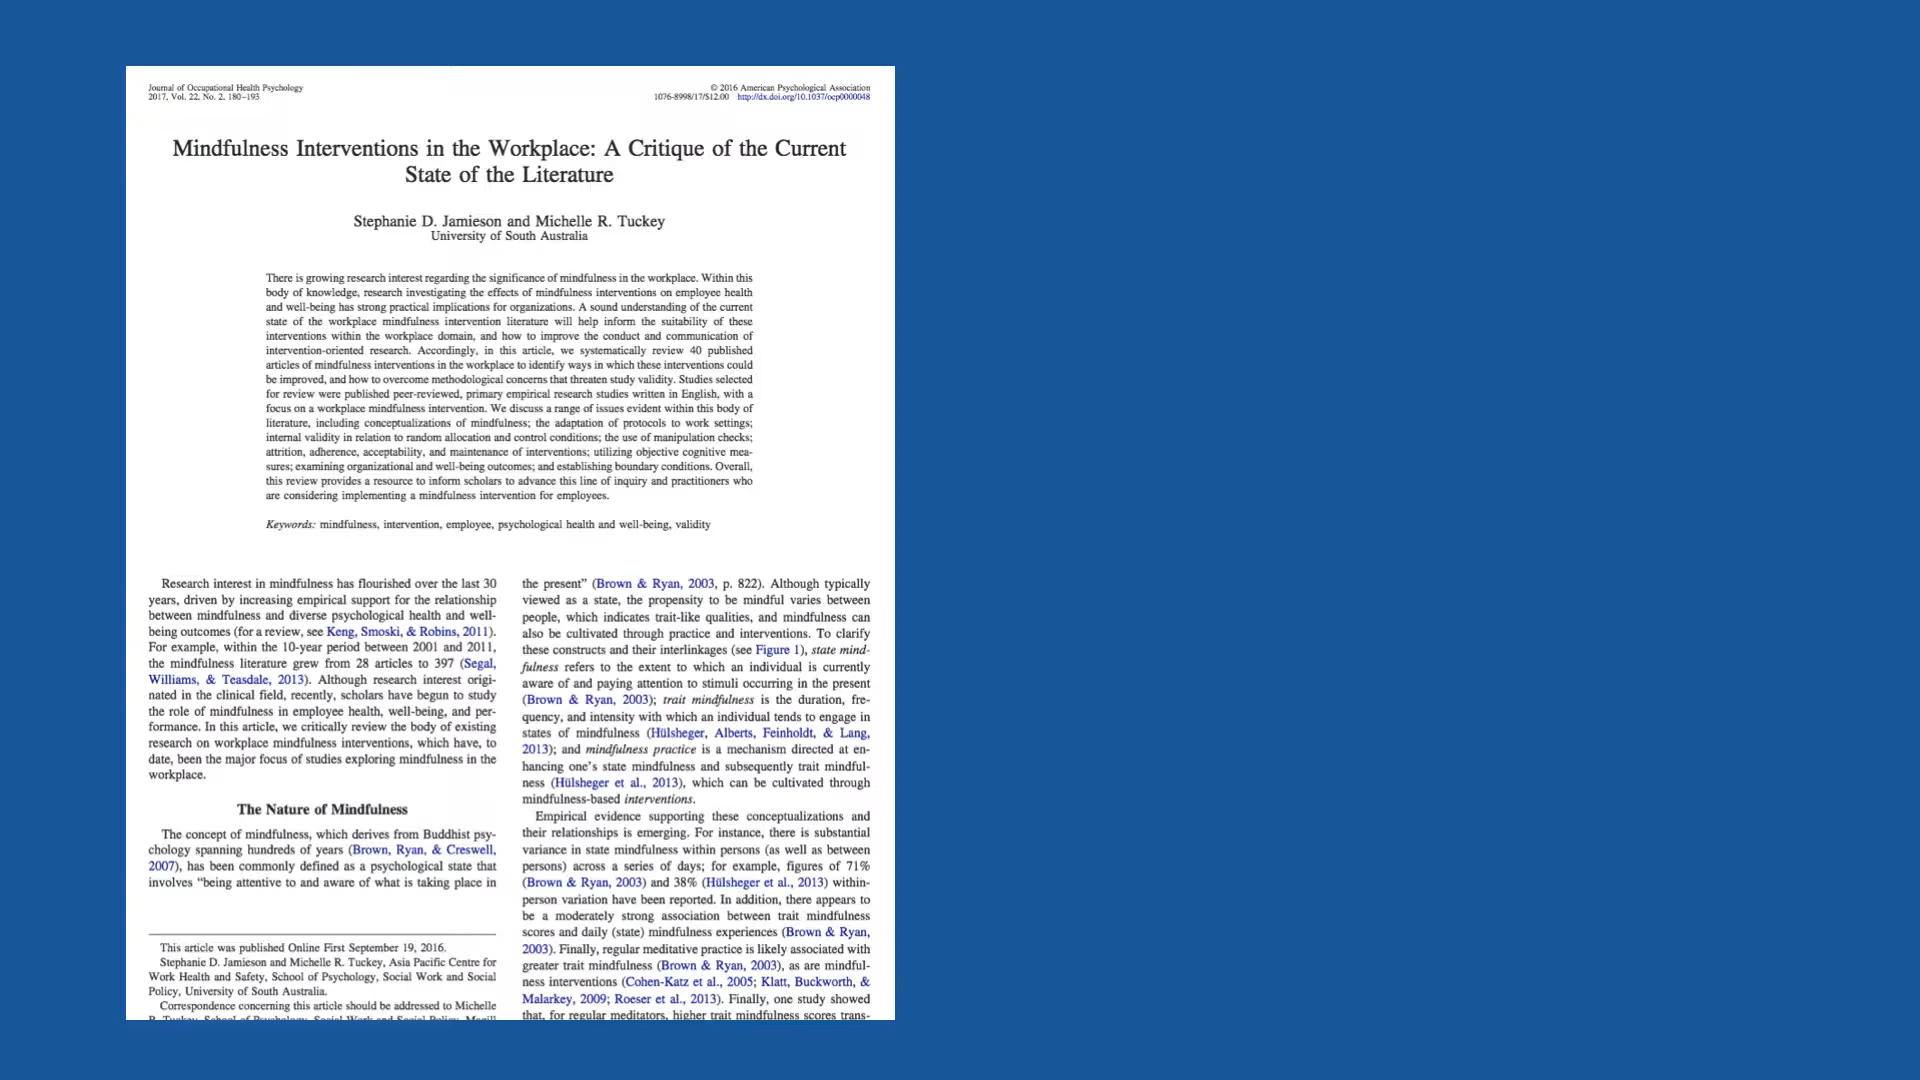 Journal of Occupational Health Psychology
2017, Vol. 22, No. 2, 180–193
© 2016 American Psychological Association
1076-8998/17/$12.00 http://dx.doi.org/10.1037/ocp0000048
Mindfulness Interventions in the Workplace: A Critique of the Current
State of the Literature
Stephanie D. Jamieson and Michelle R. Tuckey
University of South Australia
There is growing research interest regarding the significance of mindfulness in the workplace. Within this
body of knowledge, research investigating the effects of mindfulness interventions on employee health
and well-being has strong practical implications for organizations. A sound understanding of the current
state of the workplace mindfulness intervention literature will help inform the suitability of these
interventions within the workplace domain, and how to improve the conduct and communication of
intervention-oriented research. Accordingly, in this article, we systematically review 40 published
articles of mindfulness interventions in the workplace to identify ways in which these interventions could
be improved, and how to overcome methodological concerns that threaten study validity. Studies selected
for review were published peer-reviewed, primary empirical research studies written in English, with a
focus on a workplace mindfulness intervention. We discuss a range of issues evident within this body of
literature, including conceptualizations of mindfulness; the adaptation of protocols to work settings;
internal validity in relation to random allocation and control conditions; the use of manipulation checks;
attrition, adherence, acceptability, and maintenance of interventions; utilizing objective cognitive mea-
sures; examining organizational and well-being outcomes; and establishing boundary conditions. Overall,
this review provides a resource to inform scholars to advance this line of inquiry and practitioners who
are considering implementing a mindfulness intervention for employees.
Keywords: mindfulness, intervention, employee, psychological health and well-being, validity
Research interest in mindfulness has flourished over the last 30
years, driven by increasing empirical support for the relationship
between mindfulness and diverse psychological health and well-
being outcomes (for a review, see Keng, Smoski, & Robins, 2011).
For example, within the 10-year period between 2001 and 2011,
the mindfulness literature grew from 28 articles to 397 (Segal,
Williams, & Teasdale, 2013). Although research interest origi-
nated in the clinical field, recently, scholars have begun to study
the role of mindfulness in employee health, well-being, and per-
formance. In this article, we critically review the body of existing
research on workplace mindfulness interventions, which have, to
date, been the major focus of studies exploring mindfulness in the
workplace.
The Nature of Mindfulness
The concept of mindfulness, which derives from Buddhist psy-
chology spanning hundreds of years (Brown, Ryan, & Creswell,
2007), has been commonly defined as a psychological state that
involves “being attentive to and aware of what is taking place in
This article was published Online First September 19, 2016.
Stephanie D. Jamieson and Michelle R. Tuckey, Asia Pacific Centre for
Work Health and Safety, School of Psychology, Social Work and Social
Policy, University of South Australia.
Correspondence concerning this article should be addressed to Michelle
R. Tuckey, School of Psychology, Social Work and Social Policy, Magill
the present” (Brown & Ryan, 2003, p. 822). Although typically
viewed as a state, the propensity to be mindful varies between
people, which indicates trait-like qualities, and mindfulness can
also be cultivated through practice and interventions. To clarify
these constructs and their interlinkages (see Figure 1), state mind-
fulness refers to the extent to which an individual is currently
aware of and paying attention to stimuli occurring in the present
(Brown & Ryan, 2003); trait mindfulness is the duration, fre-
quency, and intensity with which an individual tends to engage in
states of mindfulness (Hülsheger, Alberts, Feinholdt, & Lang,
2013); and mindfulness practice is a mechanism directed at en-
hancing one’s state mindfulness and subsequently trait mindful-
ness (Hülsheger et al., 2013), which can be cultivated through
mindfulness-based interventions.
Empirical evidence supporting these conceptualizations and
their relationships is emerging. For instance, there is substantial
variance in state mindfulness within persons (as well as between
persons) across a series of days; for example, figures of 71%
(Brown & Ryan, 2003) and 38% (Hülsheger et al., 2013) within-
person variation have been reported. In addition, there appears to
be a moderately strong association between trait mindfulness
scores and daily (state) mindfulness experiences (Brown & Ryan,
2003). Finally, regular meditative practice is likely associated with
greater trait mindfulness (Brown & Ryan, 2003), as are mindful-
ness interventions (Cohen-Katz et al., 2005; Klatt, Buckworth, &
Malarkey, 2009; Roeser et al., 2013). Finally, one study showed
that, for regular meditators, higher trait mindfulness scores trans-